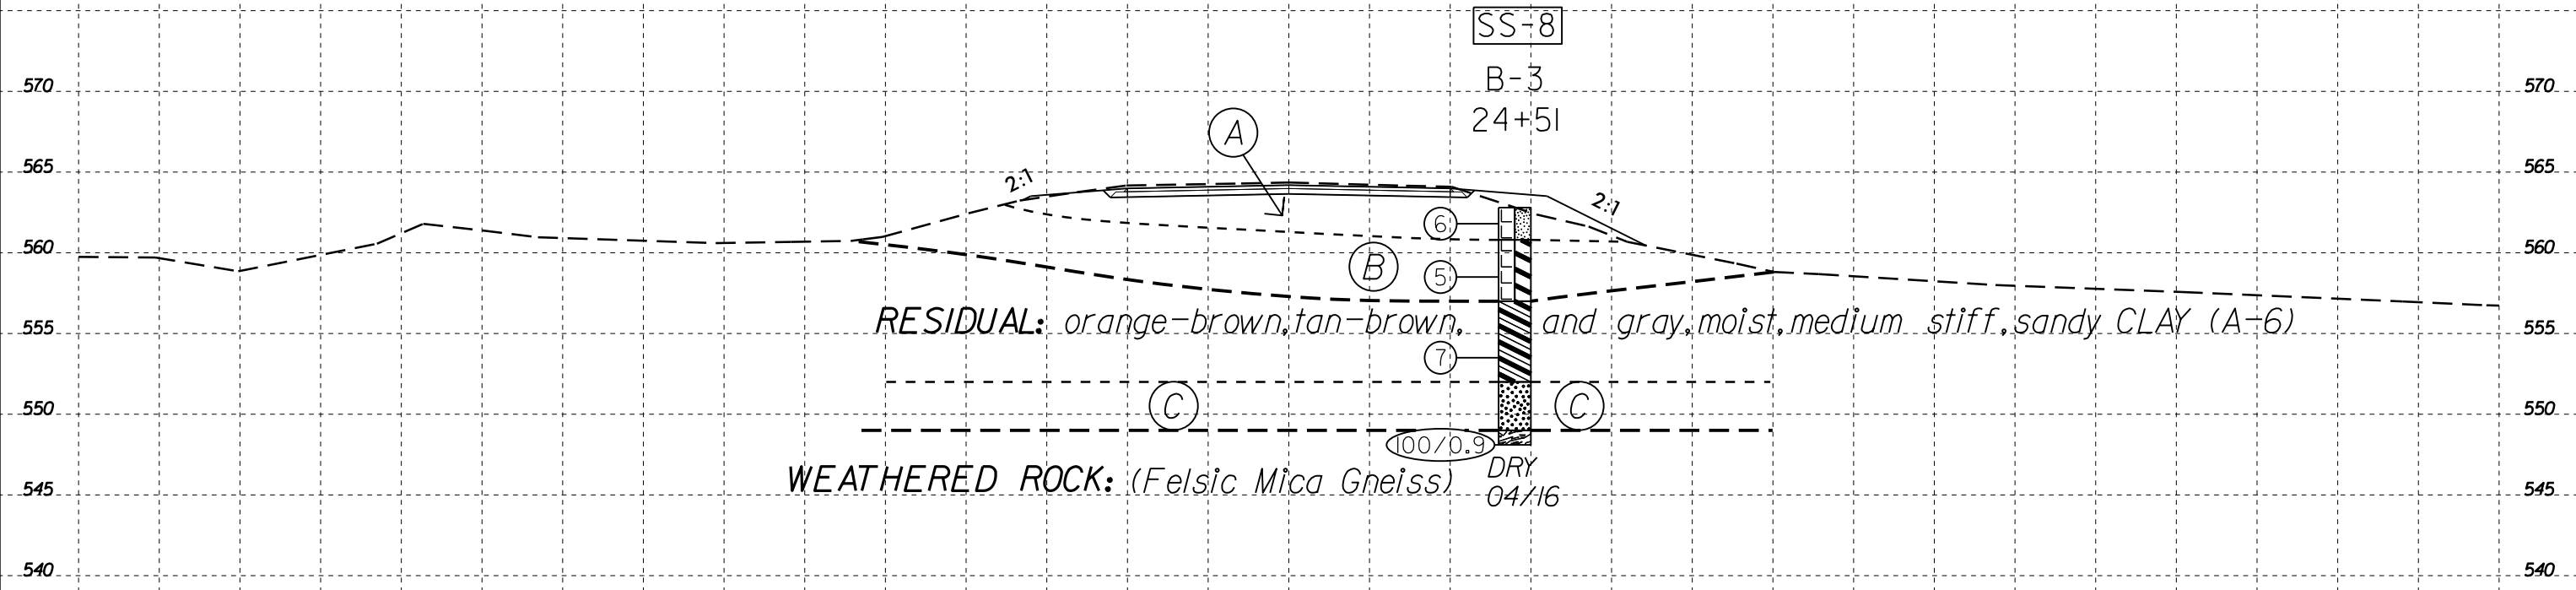 SS-8
B-3
24+51
570 570
A
565 2:1 2:1 565
6
560 B 560
5
RESIDUAL: orange-brown, tan-brown, and gray, moist, medium stiff, sandy CLAY (A-6)
555 555
7
550 C C 550
100/0.9
WEATHERED ROCK: (Felsic Mica Gneiss) DRY
545 04/16 545
540 540